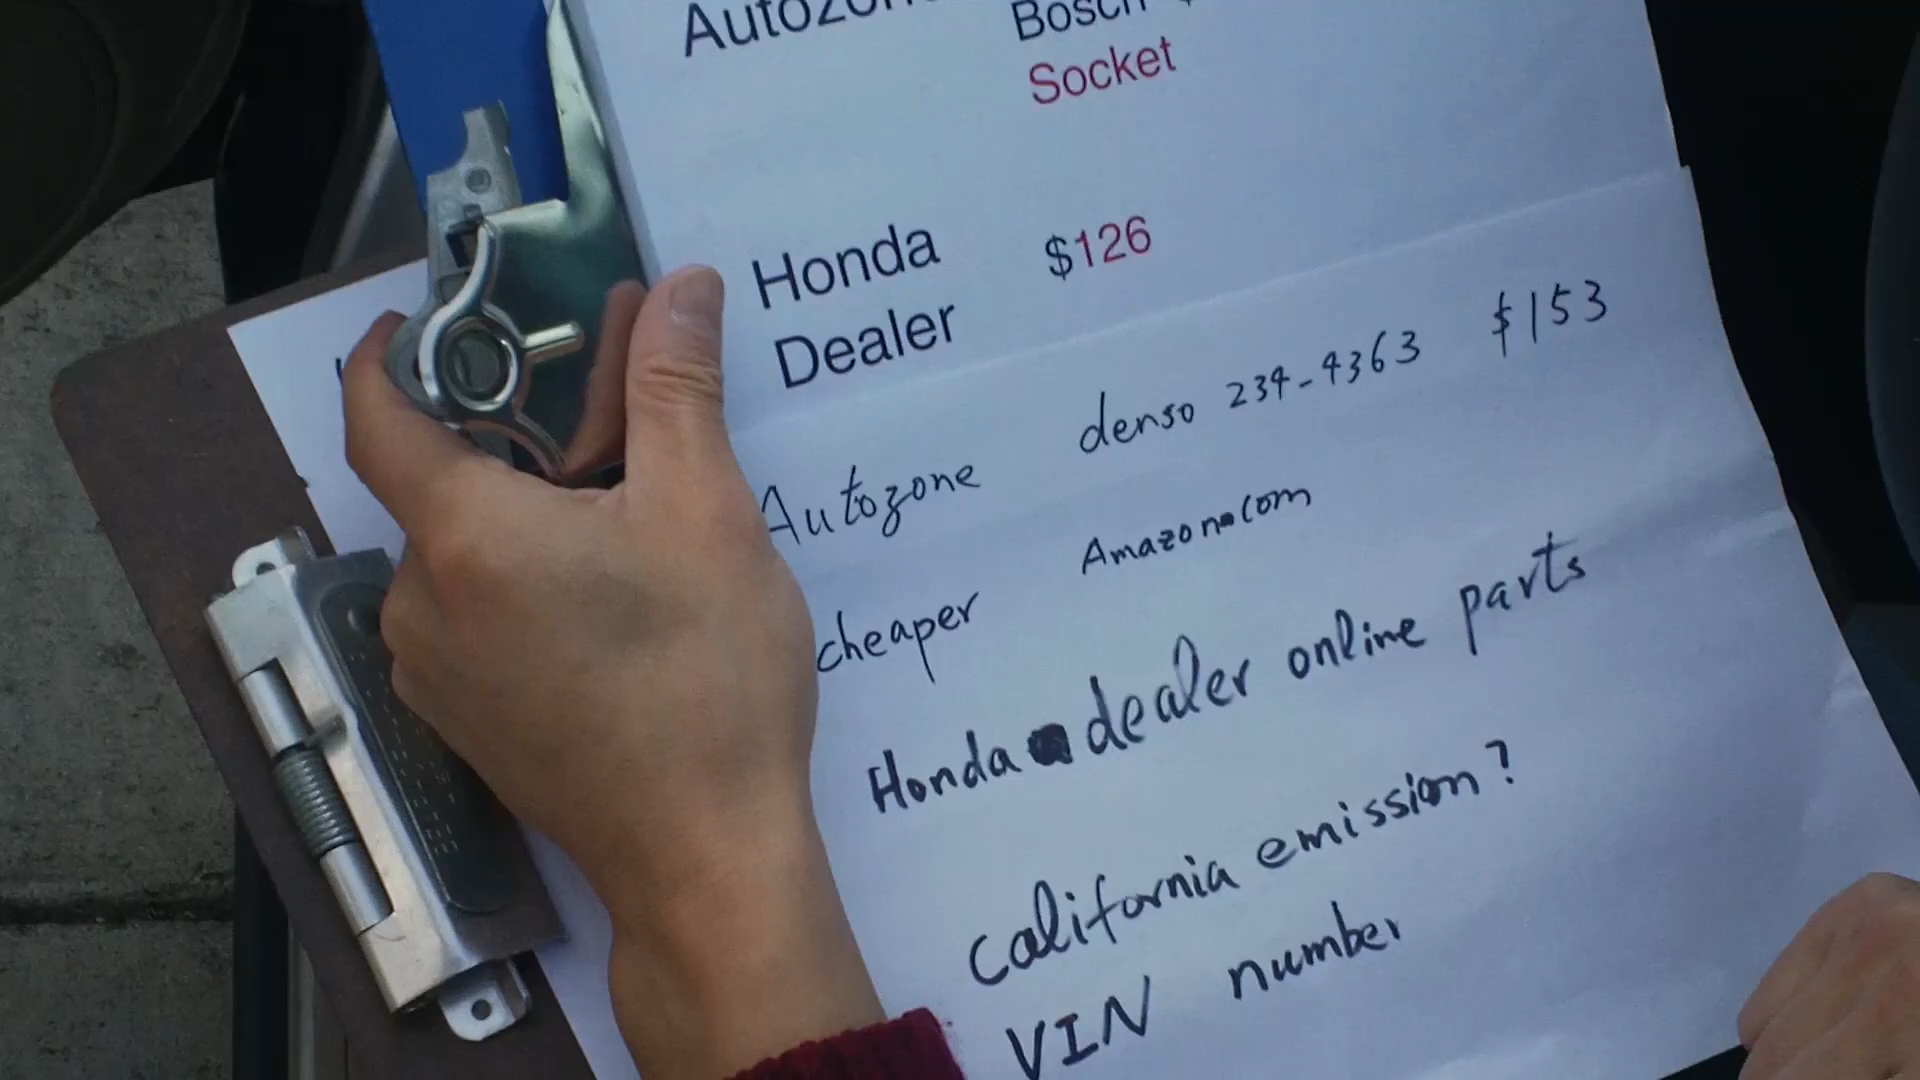 Bosch
Socket
Honda $126
Dealer
Autozone denso 234-4363 $153
cheaper Amazon.com
Honda dealer online parts
California emission?
VIN number